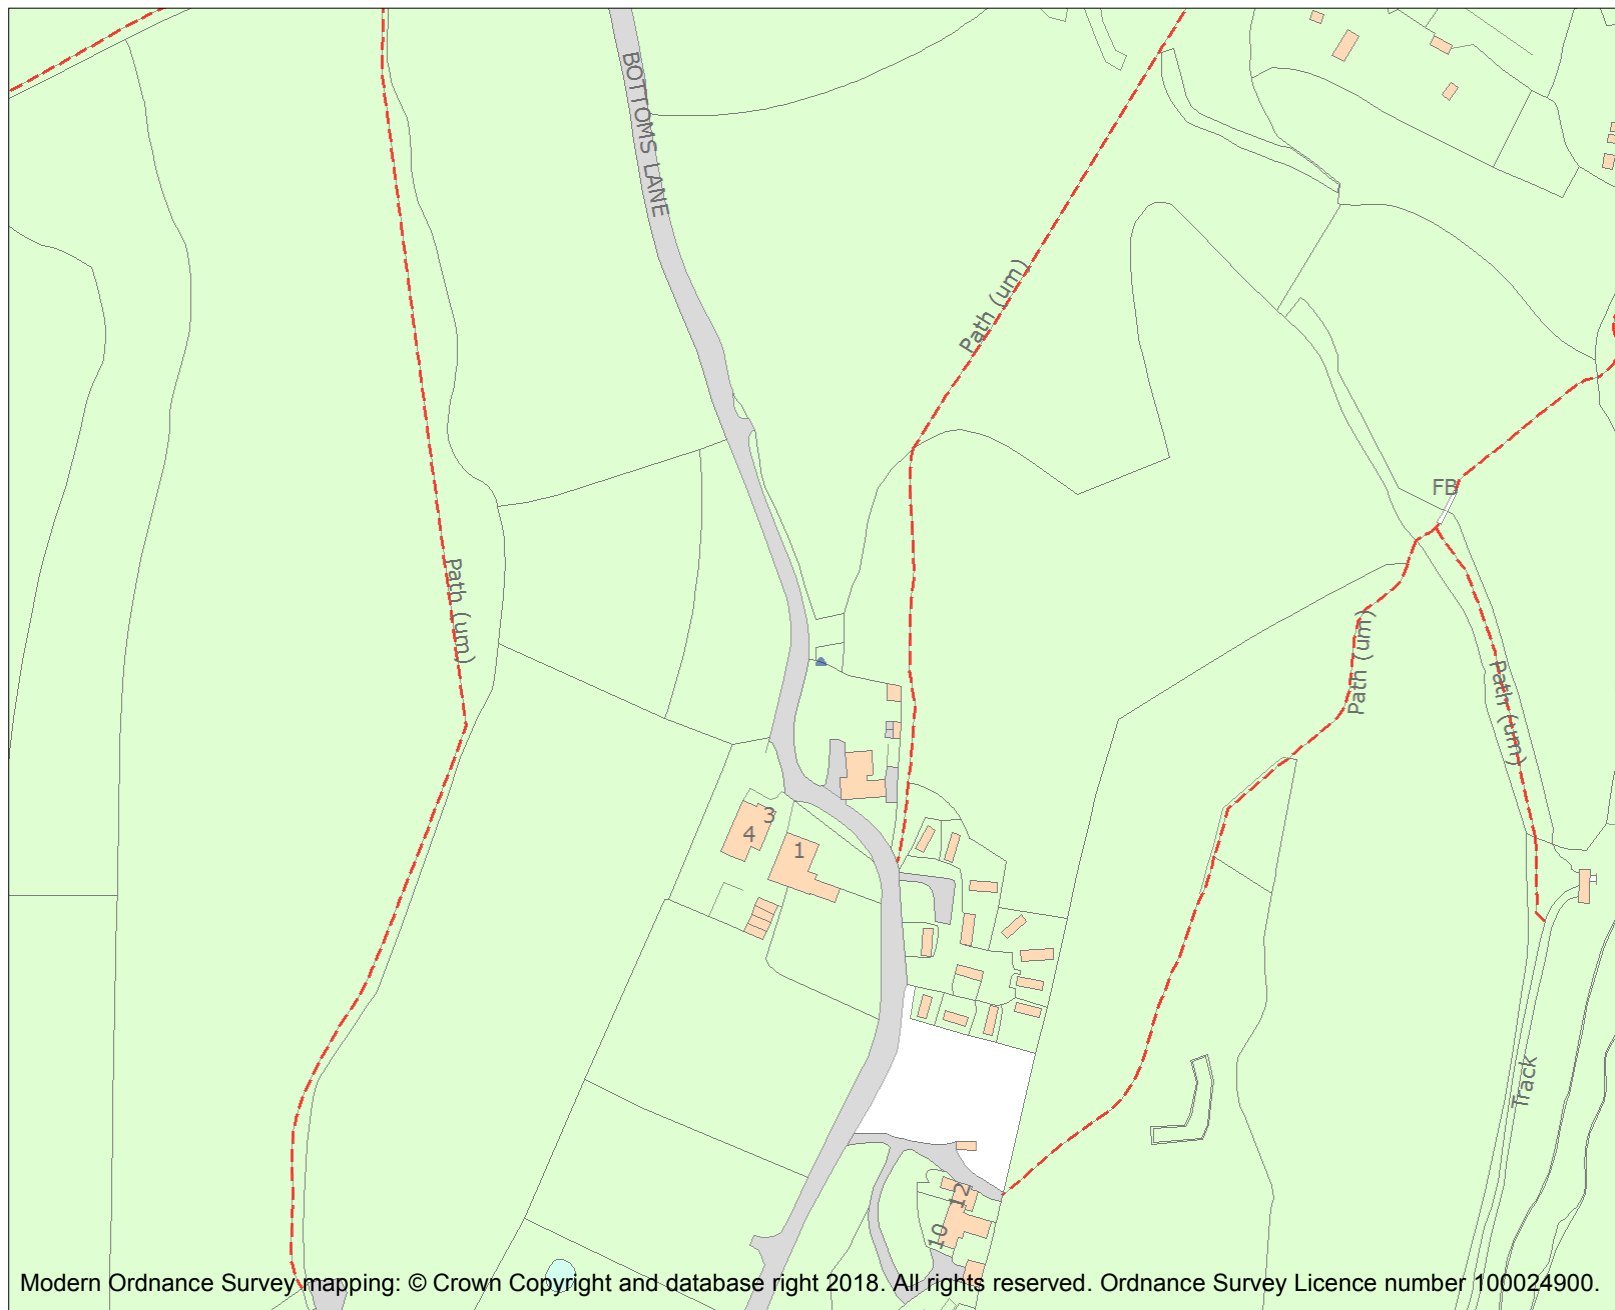 BOTTOMS LANE
Path (um)
FB
Path (um)
Path (um)
Path (um)
3
4
1
Track
12
10
Modern Ordnance Survey mapping: © Crown Copyright and database right 2018. All rights reserved. Ordnance Survey Licence number 100024900.